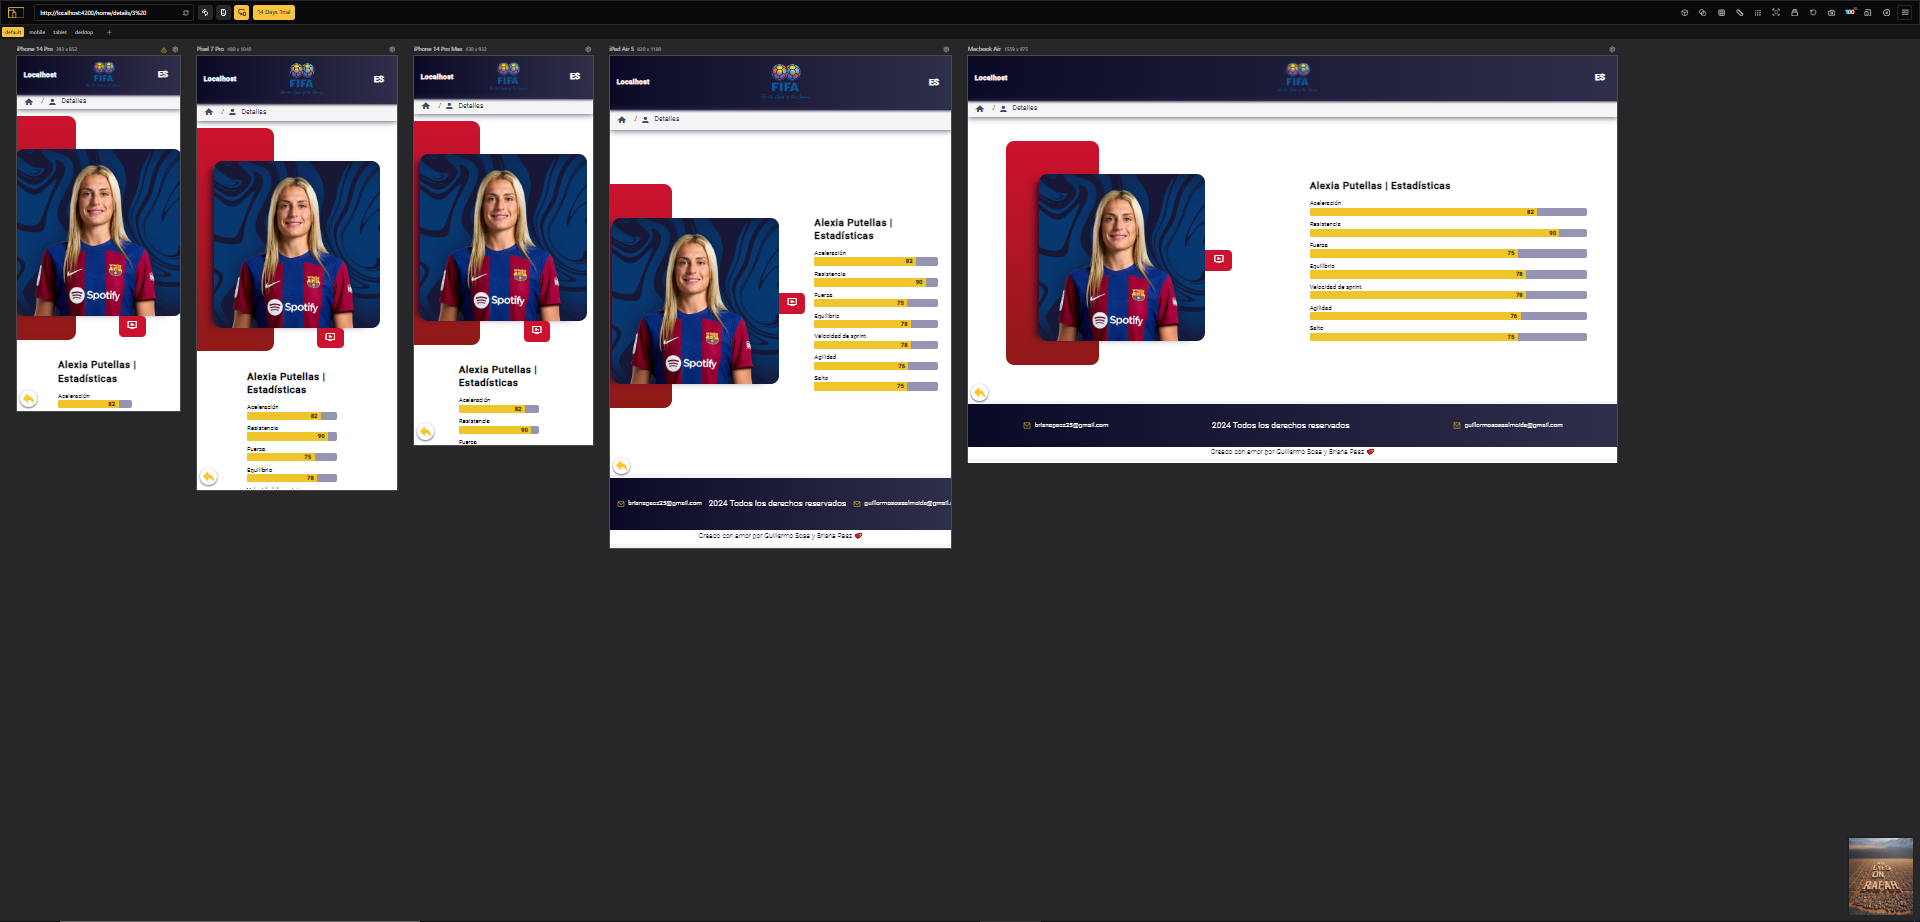 http://localhost:4200/home/details/3%20
14 Days Trial
100
default mobile tablet desktop +
iPhone 14 Pro 393 x 852
Localhost
FIFA
ES
/ Detalles
Spotify
Alexia Putellas |
Estadísticas
Aceleración
82
Pixel 7 Pro
Localhost
FIFA
ES
/ Detalles
Spotify
Alexia Putellas |
Estadísticas
Aceleración
82
Resistencia
90
Fuerza
75
Equilibrio
78
iPhone 14 Pro Max 430 x 932
Localhost
FIFA
ES
/ Detalles
Spotify
Alexia Putellas |
Estadísticas
Aceleración
82
Resistencia
90
Fuerza
iPad Air 5 820 x 1180
Localhost
FIFA
ES
/ Detalles
Spotify
Alexia Putellas |
Estadísticas
Aceleración
82
Resistencia
90
Fuerza
75
Equilibrio
78
Velocidad de sprint
78
Agilidad
76
Salto
75
brianapaez25@gmail.com 2024 Todos los derechos reservados guillermososaelmalda@gmail.
Creado con amor por Guillermo Sosa y Briana Paez
Macbook Air 1559 x 975
Localhost
FIFA
ES
/ Detalles
Spotify
Alexia Putellas | Estadísticas
Aceleración
82
Resistencia
90
Fuerza
75
Equilibrio
78
Velocidad de sprint
78
Agilidad
76
Salto
75
brianapaez25@gmail.com 2024 Todos los derechos reservados
Creado con amor por Guillermo Sosa y Briana Paez
EYES
ON
RAFAH